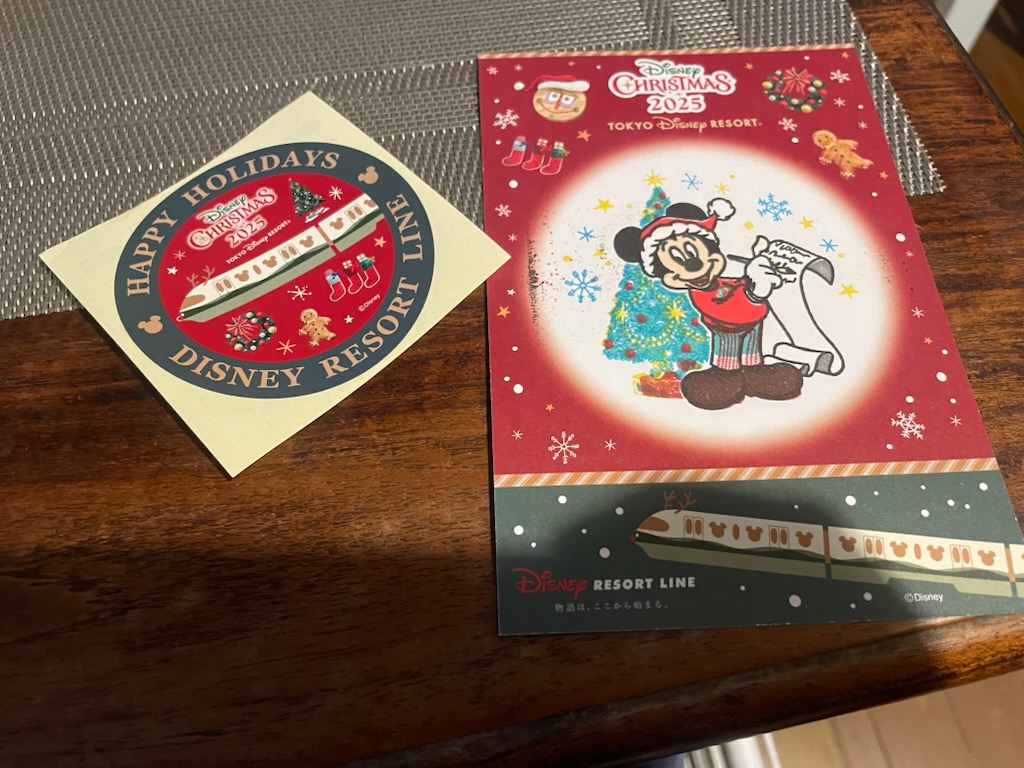 HAPPY HOLIDAYS
Disney
CHRISTMAS
2025
TOKYO Disney RESORT®
©Disney
DISNEY RESORT LINE
Disney
CHRISTMAS
2025
TOKYO Disney RESORT®
Disney RESORT LINE
物語は、ここから始まる。
©Disney